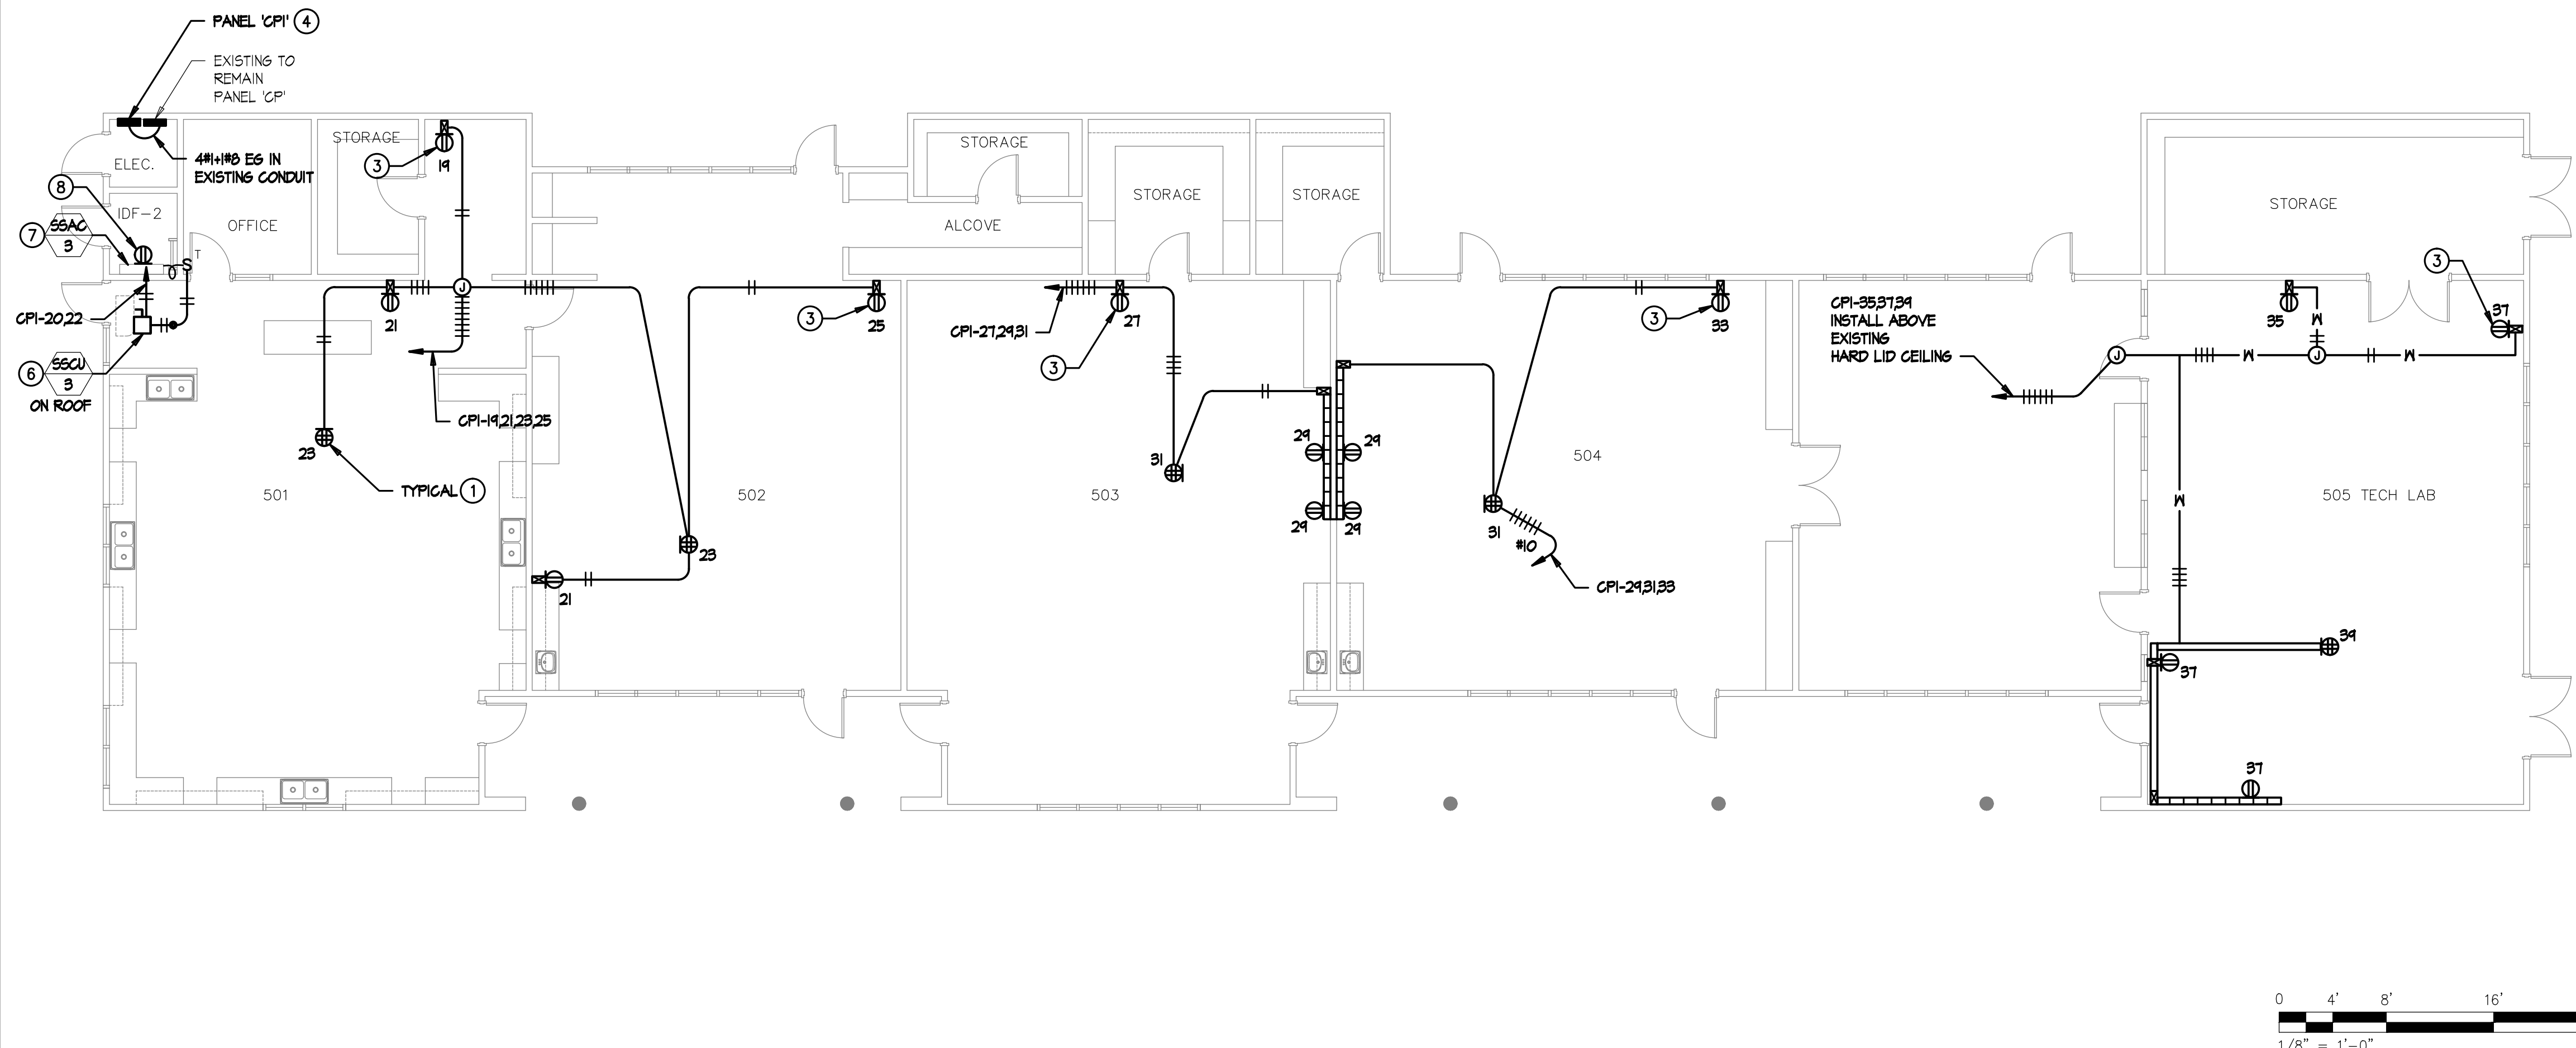 PANEL 'CP1' 4
EXISTING TO
REMAIN
PANEL 'CP'
STORAGE
3
19
ELEC.
4#1+1#8 EG IN
EXISTING CONDUIT
8
IDF-2
SSAC
3
7
OFFICE
T
S
J
21
CP1-20,22
SSCU
3
6
ON ROOF
CP1-19,21,23,25
23
TYPICAL 1
501
502
23
21
3
25
STORAGE
ALCOVE
STORAGE
STORAGE
CP1-27,29,31
27
3
31
503
29
29
29
29
3
33
504
31
#10
CP1-29,31,33
CP1-35,37,39
INSTALL ABOVE
EXISTING
HARD LID CEILING
STORAGE
3
37
35
W
J
W
J
W
W
505 TECH LAB
39
37
37
0 4' 8' 16'
1/8" = 1'-0"